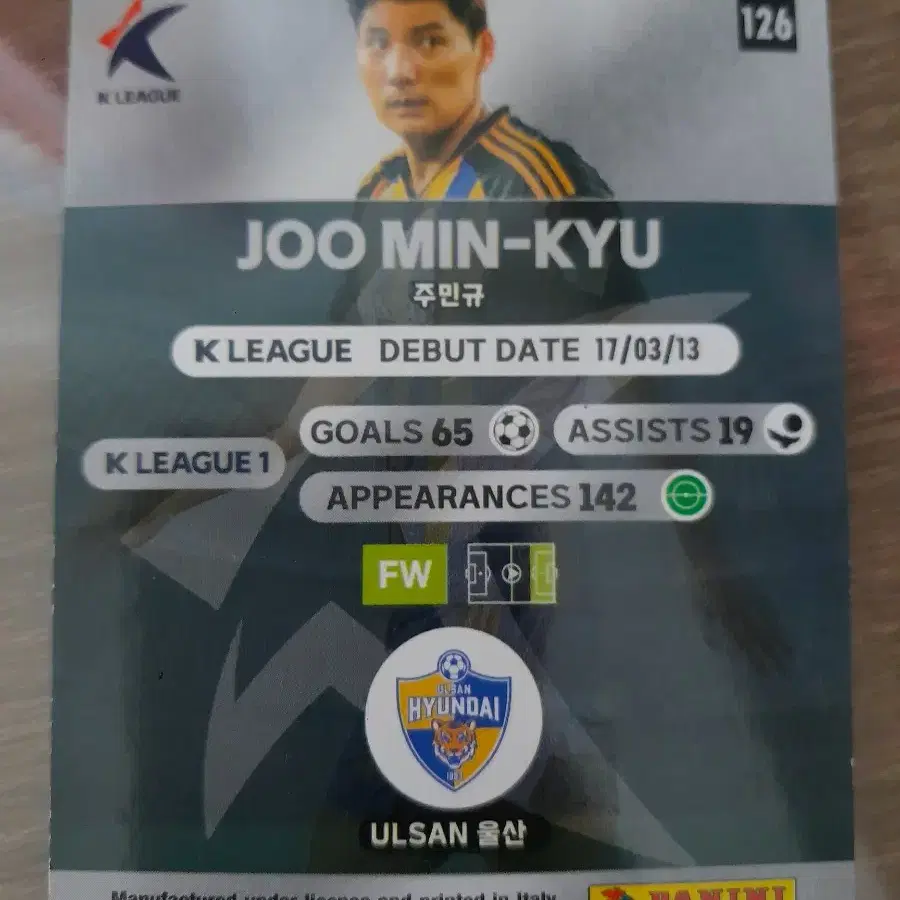 126
K LEAGUE
JOO MIN-KYU
주민규
K LEAGUE DEBUT DATE 17/03/13
GOALS 65 ASSISTS 19
K LEAGUE 1
APPEARANCES 142
FW
ULSAN
HYUNDAI
ULSAN 울산
Manufactured under licence and printed in Italy
PANINI